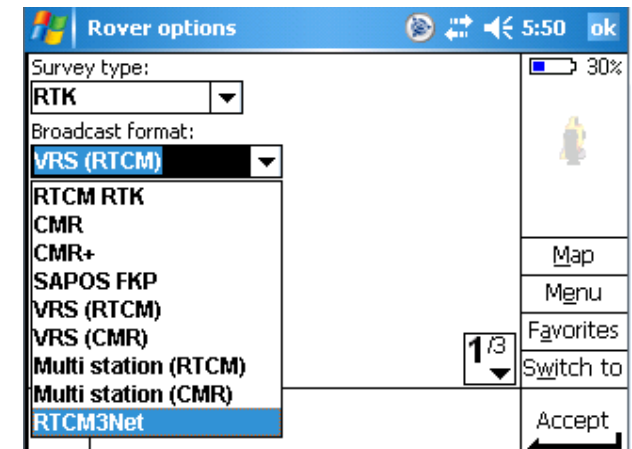 Rover options 5:50 ok
Survey type:
30%
RTK
Broadcast format:
VRS (RTCM)
RTCM RTK
CMR
CMR+
SAPOS FKP
VRS (RTCM)
VRS (CMR)
Multi station (RTCM)
Multi station (CMR)
RTCM3Net
1/3
Map
Menu
Favorites
Switch to
Accept